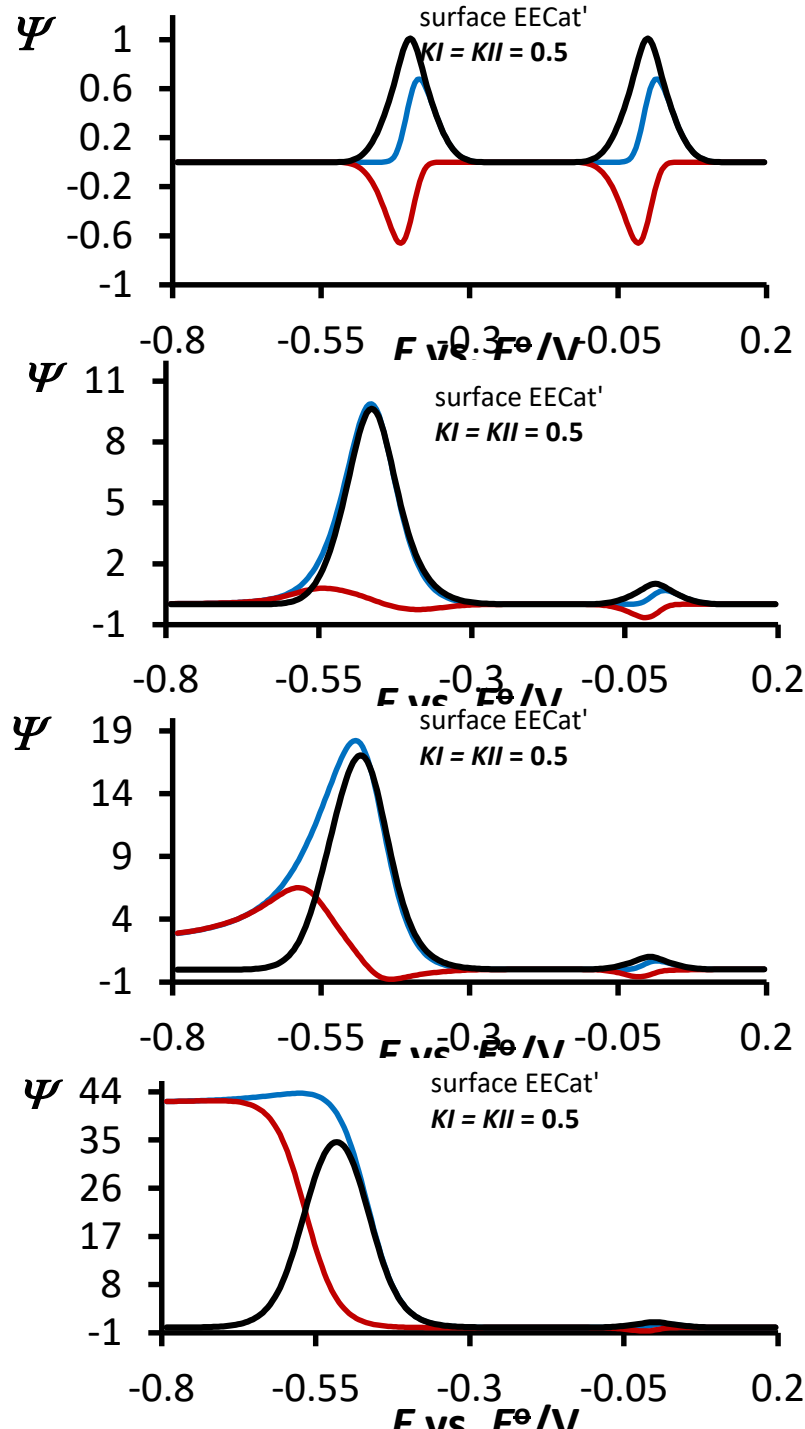 Ψ
surface EECat'
KI = KII = 0.5
1
0.6
0.2
-0.2
-0.6
-1
-0.8 -0.55 -0.3 -0.05 0.2
E vs. E⦵/V
Ψ
surface EECat'
KI = KII = 0.5
11
8
5
2
-1
-0.8 -0.55 -0.3 -0.05 0.2
E vs. E⦵/V
Ψ
surface EECat'
KI = KII = 0.5
19
14
9
4
-1
-0.8 -0.55 -0.3 -0.05 0.2
E vs. E⦵/V
Ψ
surface EECat'
KI = KII = 0.5
44
35
26
17
8
-1
-0.8 -0.55 -0.3 -0.05 0.2
E vs. E⦵/V